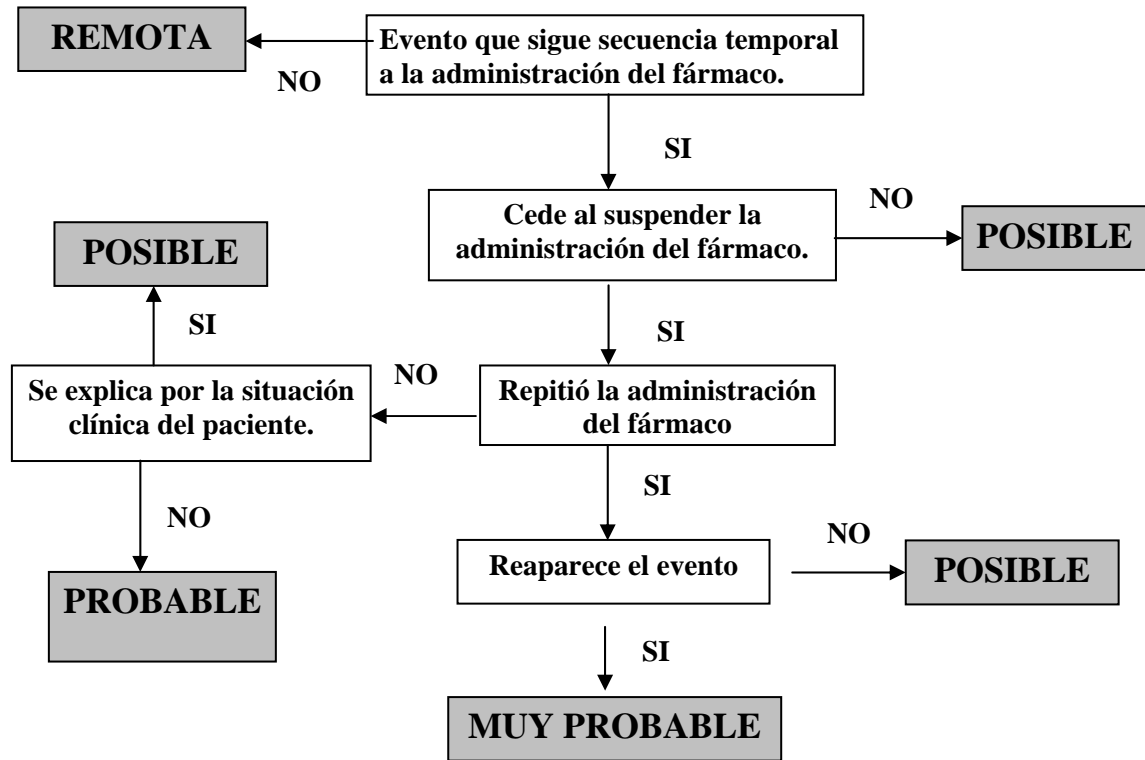 REMOTA
Evento que sigue secuencia temporal
a la administración del fármaco.
NO
SI
Cede al suspender la
administración del fármaco.
NO
POSIBLE
POSIBLE
SI
SI
Se explica por la situación
clínica del paciente.
NO
Repitió la administración
del fármaco
NO
SI
PROBABLE
Reaparece el evento
NO
POSIBLE
SI
MUY PROBABLE